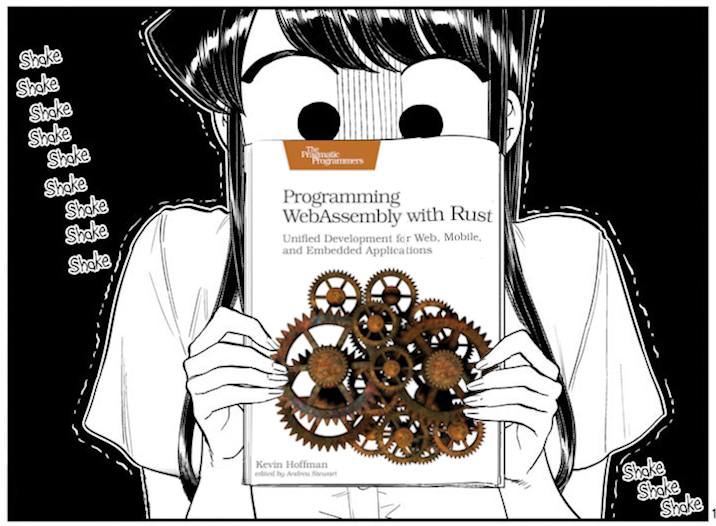 Shake
Shake
Shake
Shake
Shake
Shake
Shake
Shake
Shake
The
Pragmatic
Programmers
Programming
WebAssembly with Rust
Unified Development for Web, Mobile,
and Embedded Applications
Kevin Hoffman
edited by Andrea Stewart
Shake
Shake
Shake
1